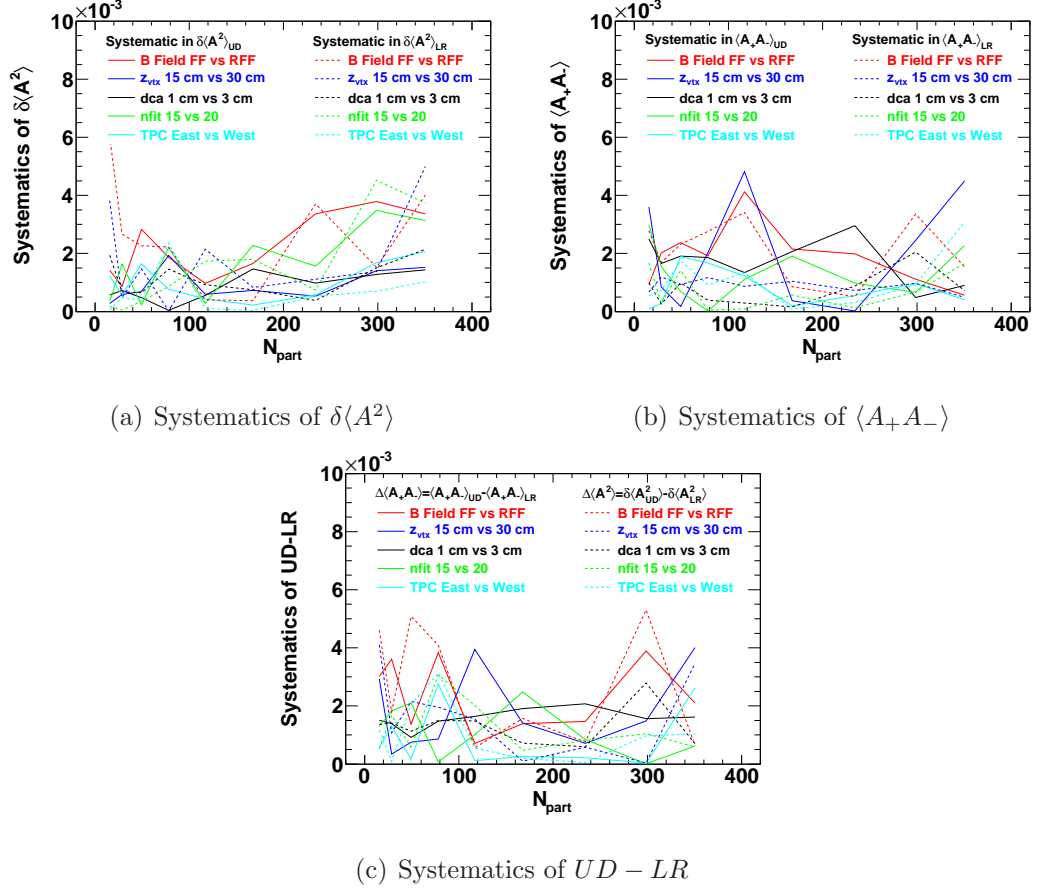 ×10⁻³
Systematics of δ⟨A²⟩
10
8
6
4
2
0
Systematic in δ⟨A²⟩UD
B Field FF vs RFF
z_vtx 15 cm vs 30 cm
dca 1 cm vs 3 cm
nfit 15 vs 20
TPC East vs West
Systematic in δ⟨A²⟩LR
B Field FF vs RFF
z_vtx 15 cm vs 30 cm
dca 1 cm vs 3 cm
nfit 15 vs 20
TPC East vs West
0 100 200 300 400
N_part
(a) Systematics of δ⟨A²⟩
×10⁻³
Systematics of ⟨A₊A₋⟩
10
8
6
4
2
0
Systematic in ⟨A₊A₋⟩UD
B Field FF vs RFF
z_vtx 15 cm vs 30 cm
dca 1 cm vs 3 cm
nfit 15 vs 20
TPC East vs West
Systematic in ⟨A₊A₋⟩LR
B Field FF vs RFF
z_vtx 15 cm vs 30 cm
dca 1 cm vs 3 cm
nfit 15 vs 20
TPC East vs West
0 100 200 300 400
N_part
(b) Systematics of ⟨A₊A₋⟩
×10⁻³
Systematics of UD-LR
10
8
6
4
2
0
Δ⟨A₊A₋⟩=⟨A₊A₋⟩UD-⟨A₊A₋⟩LR
B Field FF vs RFF
z_vtx 15 cm vs 30 cm
dca 1 cm vs 3 cm
nfit 15 vs 20
TPC East vs West
Δ⟨A²⟩=δ⟨A²UD⟩-δ⟨A²LR⟩
B Field FF vs RFF
z_vtx 15 cm vs 30 cm
dca 1 cm vs 3 cm
nfit 15 vs 20
TPC East vs West
0 100 200 300 400
N_part
(c) Systematics of UD − LR